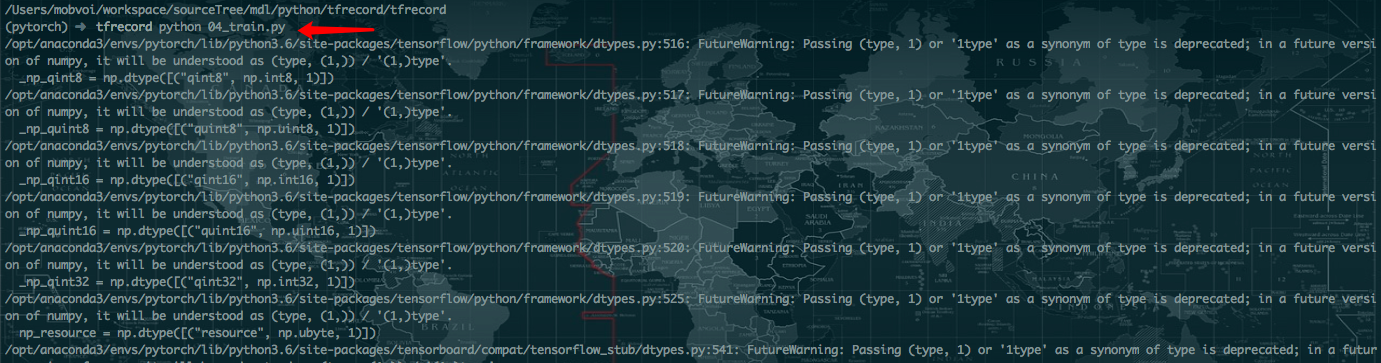 /Users/mobvoi/workspace/sourceTree/mdl/python/tfrecord/tfrecord
(pytorch) ➜  tfrecord python 04_train.py
/opt/anaconda3/envs/pytorch/lib/python3.6/site-packages/tensorflow/python/framework/dtypes.py:516: FutureWarning: Passing (type, 1) or '1type' as a synonym of type is deprecated; in a future versi
on of numpy, it will be understood as (type, (1,)) / '(1,)type'.
  _np_qint8 = np.dtype([("qint8", np.int8, 1)])
/opt/anaconda3/envs/pytorch/lib/python3.6/site-packages/tensorflow/python/framework/dtypes.py:517: FutureWarning: Passing (type, 1) or '1type' as a synonym of type is deprecated; in a future versi
on of numpy, it will be understood as (type, (1,)) / '(1,)type'.
  _np_quint8 = np.dtype([("quint8", np.uint8, 1)])
/opt/anaconda3/envs/pytorch/lib/python3.6/site-packages/tensorflow/python/framework/dtypes.py:518: FutureWarning: Passing (type, 1) or '1type' as a synonym of type is deprecated; in a future versi
on of numpy, it will be understood as (type, (1,)) / '(1,)type'.
  _np_qint16 = np.dtype([("qint16", np.int16, 1)])
/opt/anaconda3/envs/pytorch/lib/python3.6/site-packages/tensorflow/python/framework/dtypes.py:519: FutureWarning: Passing (type, 1) or '1type' as a synonym of type is deprecated; in a future versi
on of numpy, it will be understood as (type, (1,)) / '(1,)type'.
  _np_quint16 = np.dtype([("quint16", np.uint16, 1)])
/opt/anaconda3/envs/pytorch/lib/python3.6/site-packages/tensorflow/python/framework/dtypes.py:520: FutureWarning: Passing (type, 1) or '1type' as a synonym of type is deprecated; in a future versi
on of numpy, it will be understood as (type, (1,)) / '(1,)type'.
  _np_qint32 = np.dtype([("qint32", np.int32, 1)])
/opt/anaconda3/envs/pytorch/lib/python3.6/site-packages/tensorflow/python/framework/dtypes.py:525: FutureWarning: Passing (type, 1) or '1type' as a synonym of type is deprecated; in a future versi
on of numpy, it will be understood as (type, (1,)) / '(1,)type'.
  np_resource = np.dtype([("resource", np.ubyte, 1)])
/opt/anaconda3/envs/pytorch/lib/python3.6/site-packages/tensorboard/compat/tensorflow_stub/dtypes.py:541: FutureWarning: Passing (type, 1) or '1type' as a synonym of type is deprecated; in a futur
RUSSIA
KAZAKHSTAN
MONGOLIA
CHINA
IRAN
SAUDI
ARABIA
EGYPT
LIBYA
INDIA
BRAZIL
ATLANTIC
OCEAN